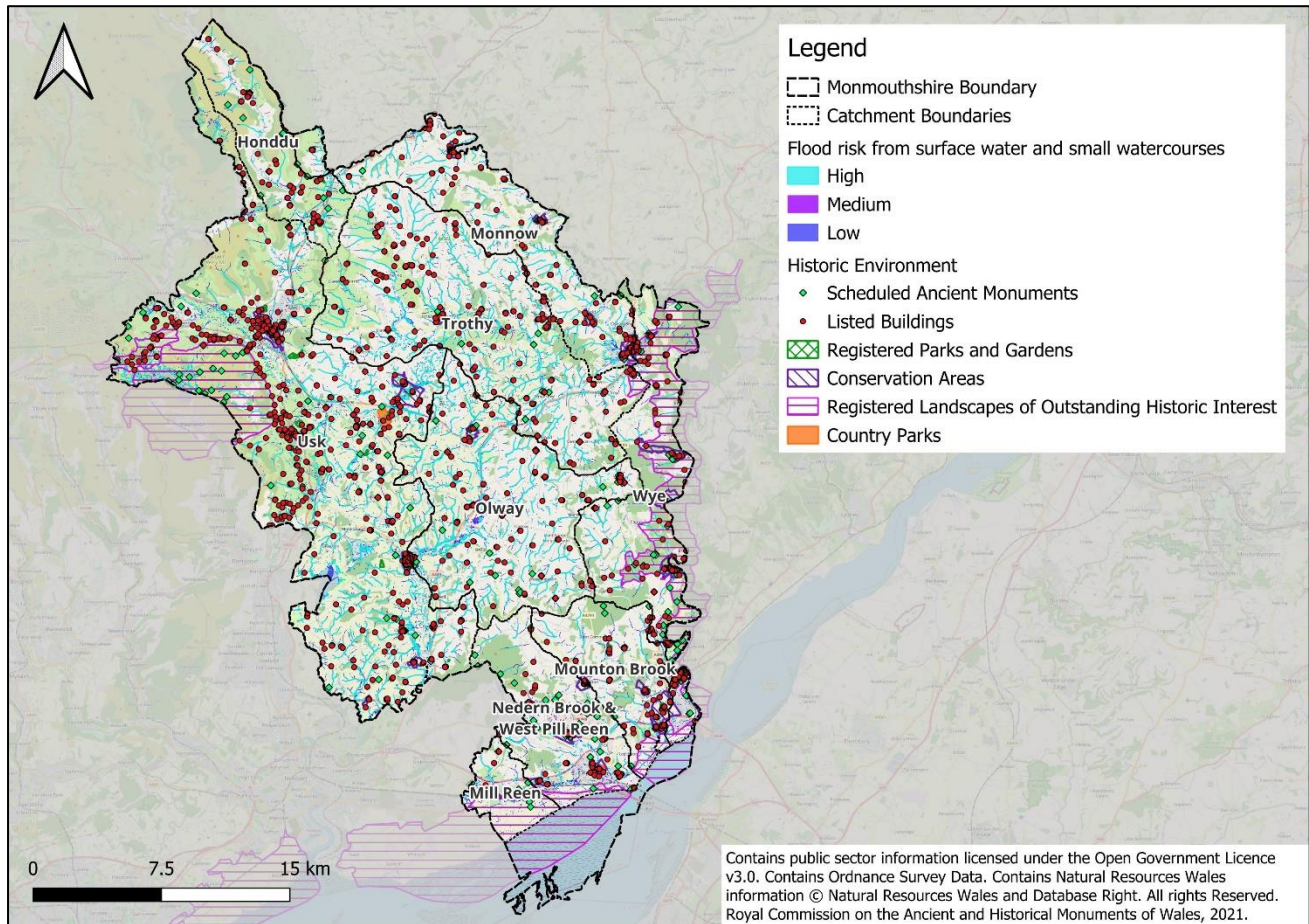 Legend
Monmouthshire Boundary
Catchment Boundaries
Flood risk from surface water and small watercourses
High
Medium
Low
Historic Environment
Scheduled Ancient Monuments
Listed Buildings
Registered Parks and Gardens
Conservation Areas
Registered Landscapes of Outstanding Historic Interest
Country Parks
Honddu
Monnow
Trothy
Usk
Olway
Wye
Mounton Brook
Nedern Brook &
West Pill Reen
Mill Reen
0 7.5 15 km
Contains public sector information licensed under the Open Government Licence
v3.0. Contains Ordnance Survey Data. Contains Natural Resources Wales
information © Natural Resources Wales and Database Right. All rights Reserved.
Royal Commission on the Ancient and Historical Monuments of Wales, 2021.